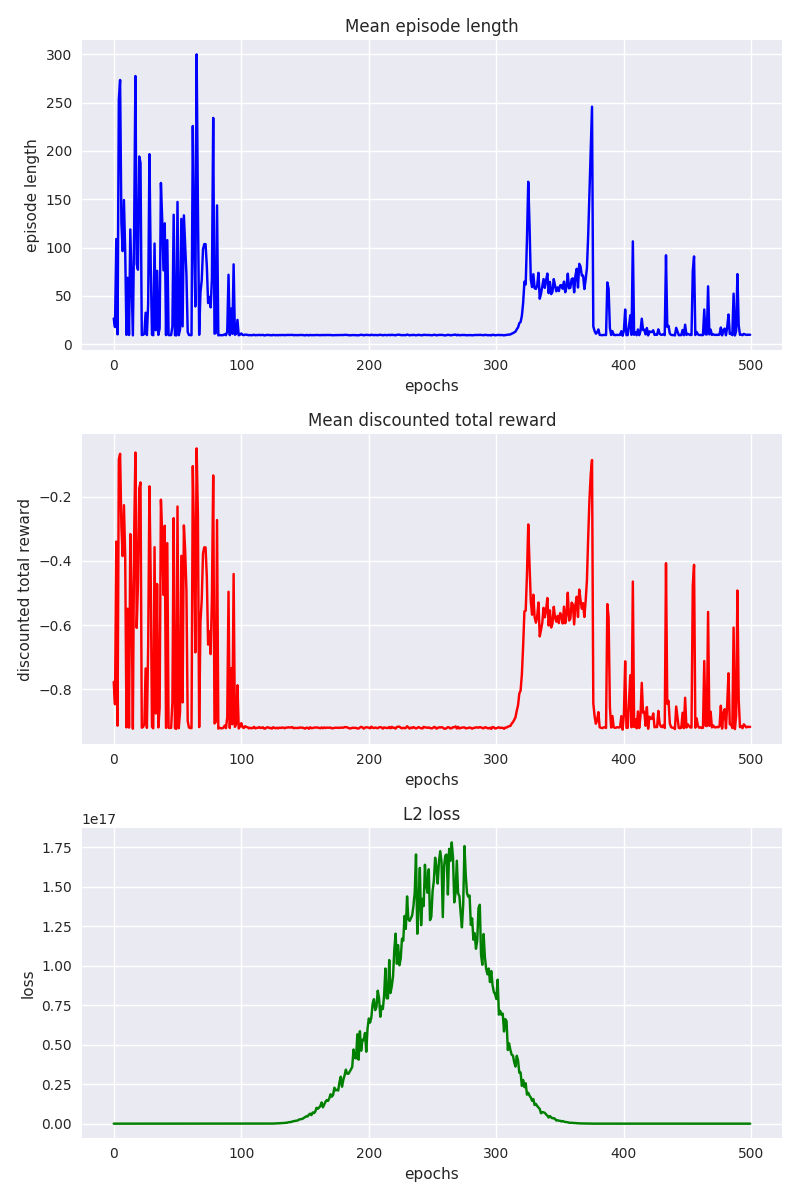 Mean episode length
300
250
200
150
100
50
0
episode length
0 100 200 300 400 500
epochs
Mean discounted total reward
−0.2
−0.4
−0.6
−0.8
discounted total reward
0 100 200 300 400 500
epochs
L2 loss
1e17
1.75
1.50
1.25
1.00
0.75
0.50
0.25
0.00
loss
0 100 200 300 400 500
epochs